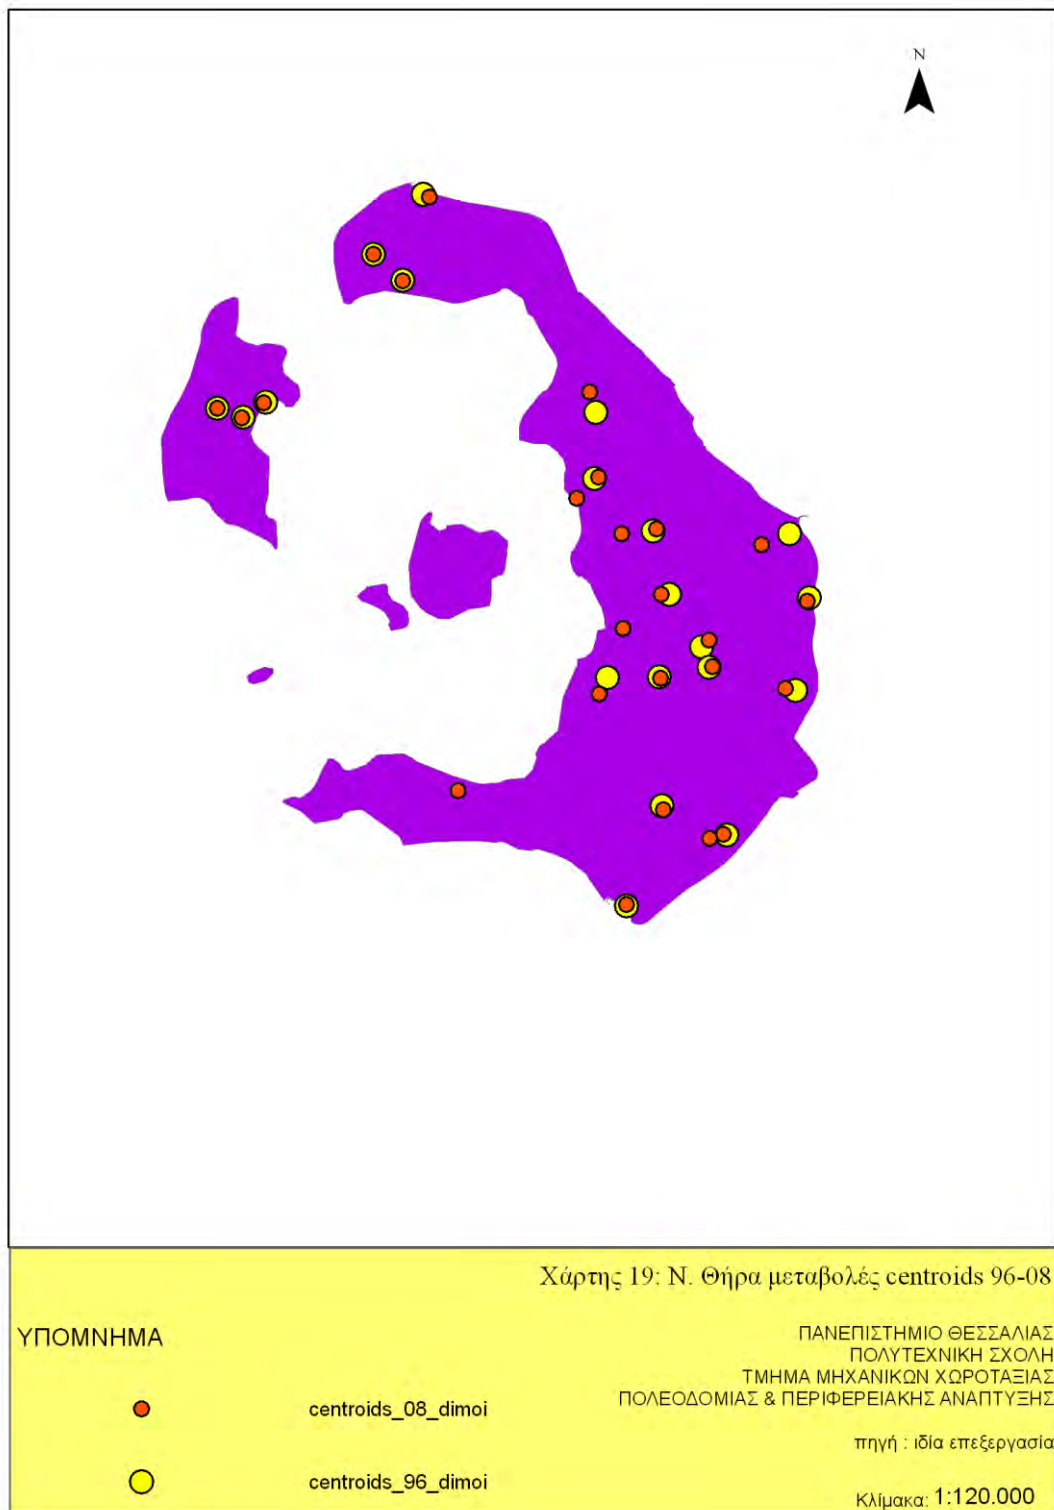 N
Χάρτης 19: Ν. Θήρα μεταβολές centroids 96-08
ΥΠΟΜΝΗΜΑ
ΠΑΝΕΠΙΣΤΗΜΙΟ ΘΕΣΣΑΛΙΑΣ
ΠΟΛΥΤΕΧΝΙΚΗ ΣΧΟΛΗ
ΤΜΗΜΑ ΜΗΧΑΝΙΚΩΝ ΧΩΡΟΤΑΞΙΑΣ
ΠΟΛΕΟΔΟΜΙΑΣ & ΠΕΡΙΦΕΡΕΙΑΚΗΣ ΑΝΑΠΤΥΞΗΣ
centroids_08_dimoi
πηγή : ιδία επεξεργασία
centroids_96_dimoi
Κλίμακα: 1:120.000